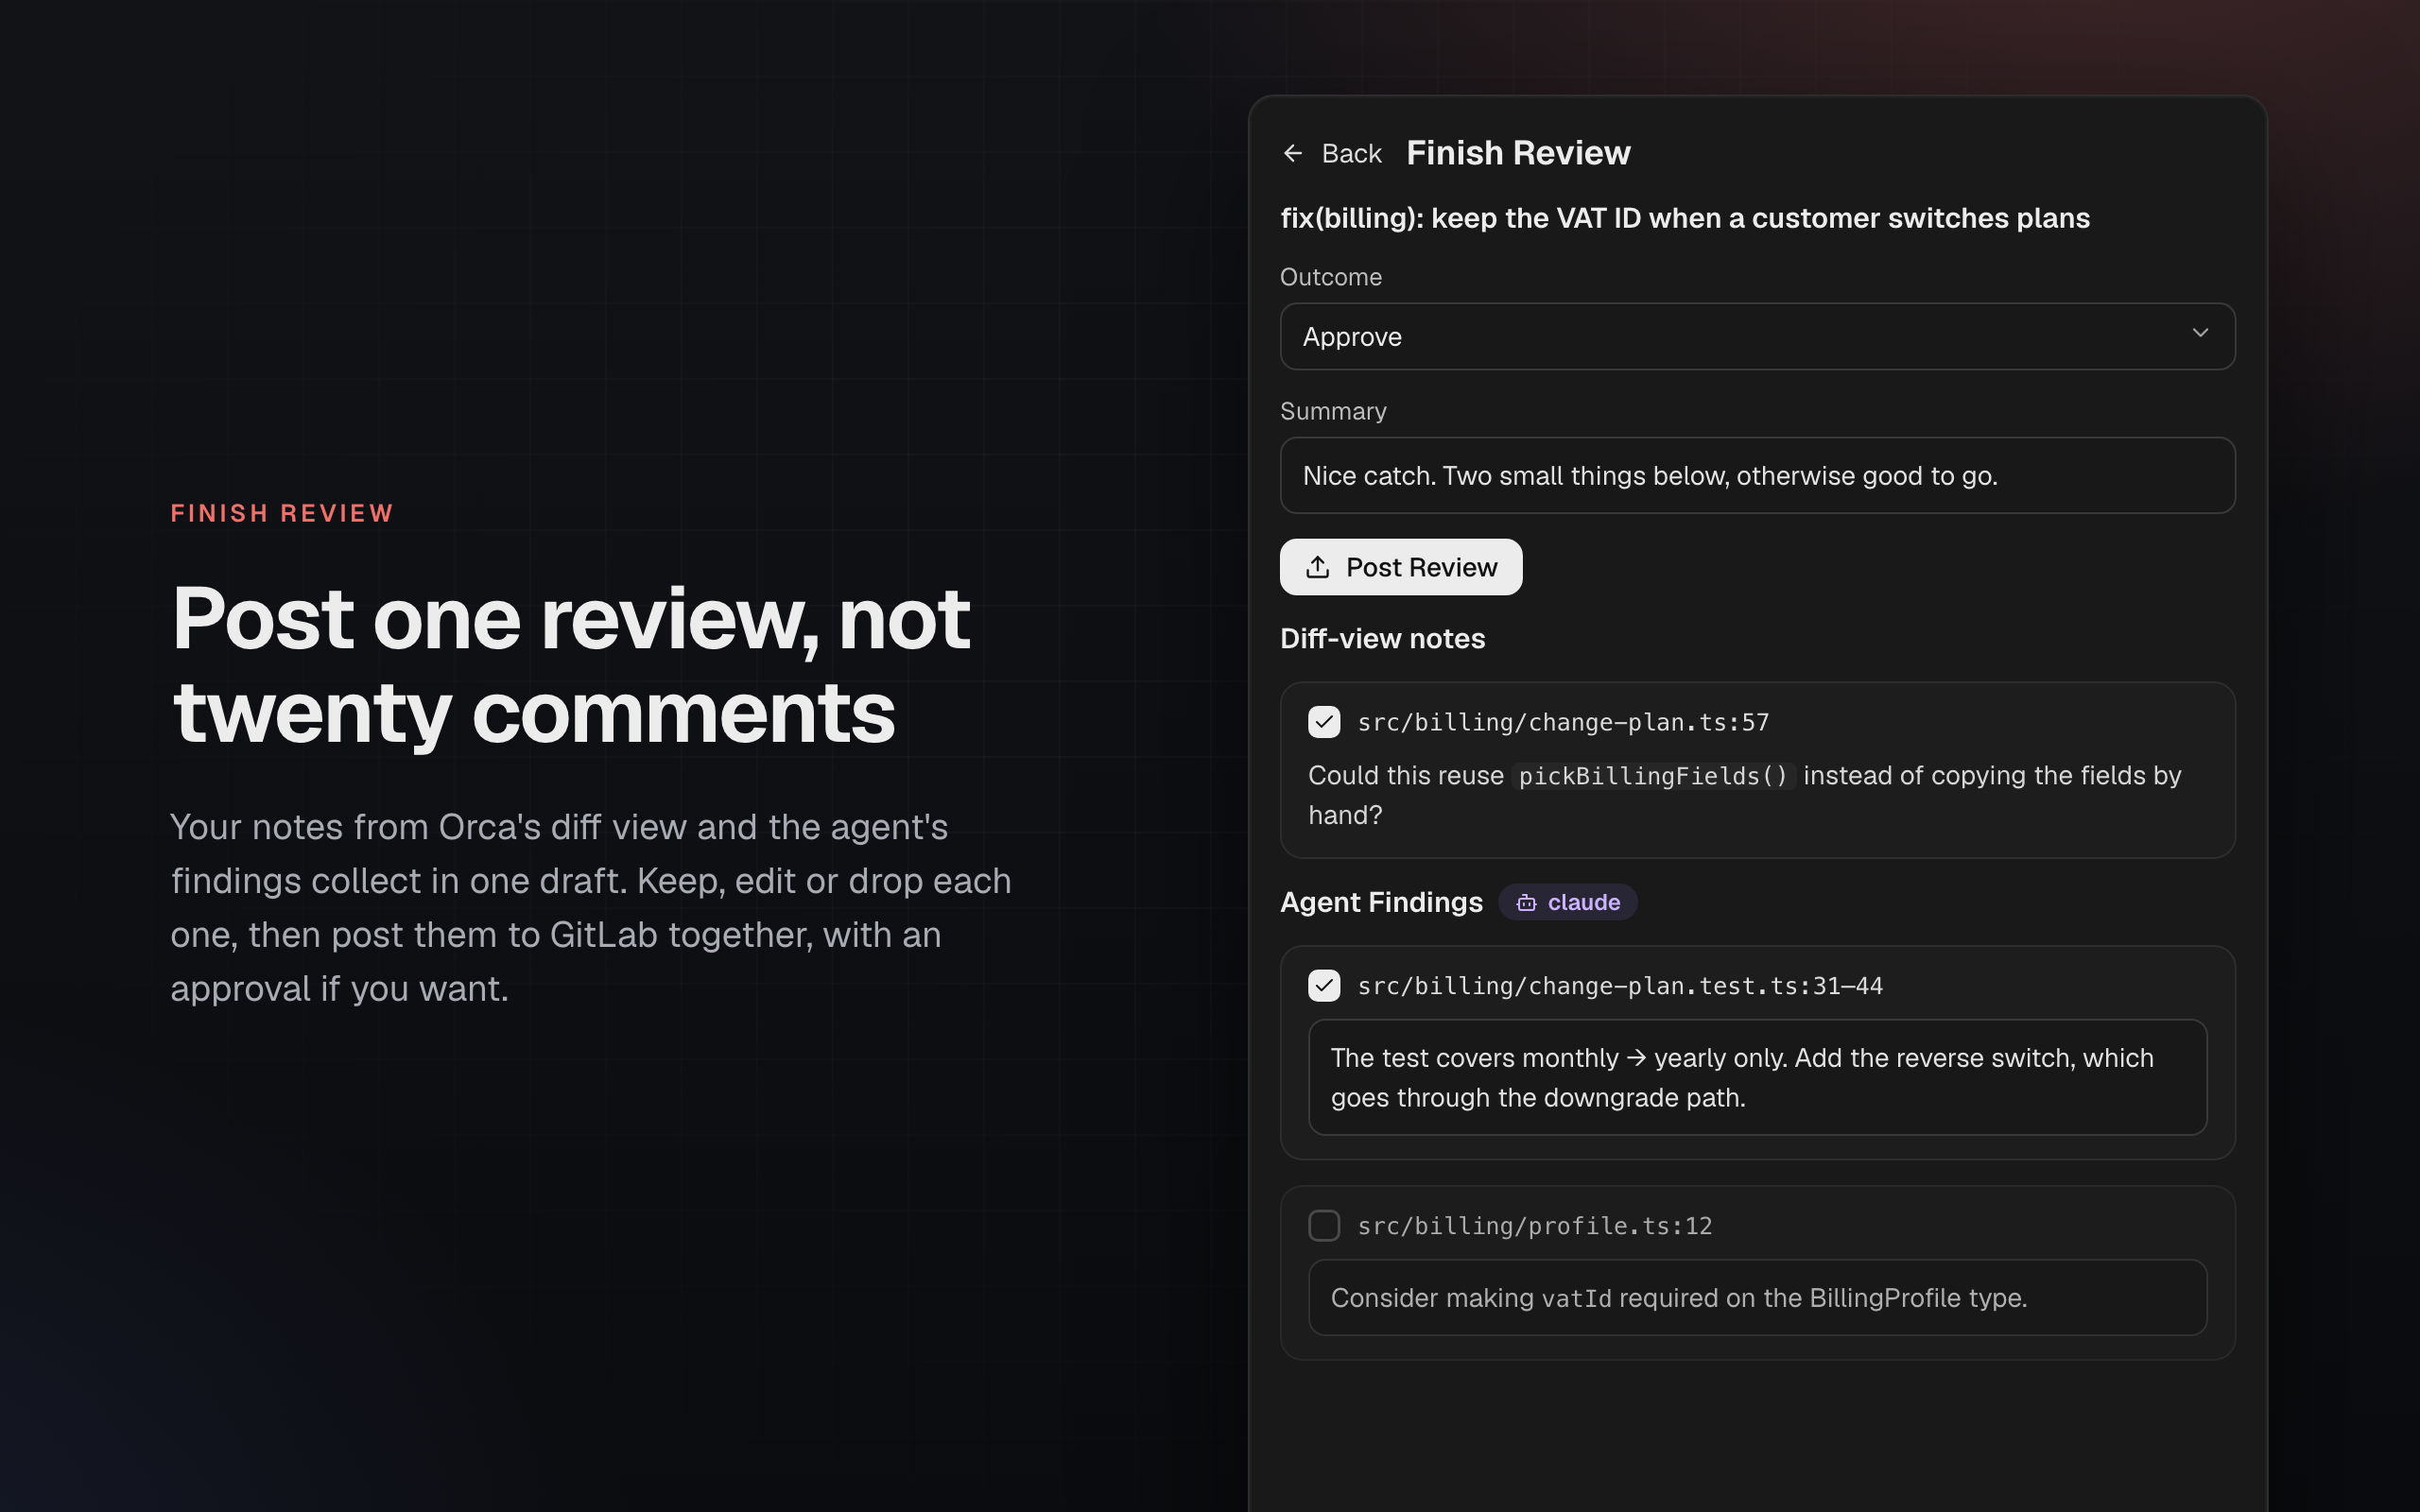 FINISH REVIEW
Post one review, not
twenty comments
Your notes from Orca's diff view and the agent's
findings collect in one draft. Keep, edit or drop each
one, then post them to GitLab together, with an
approval if you want.
← Back Finish Review
fix(billing): keep the VAT ID when a customer switches plans
Outcome
Approve
Summary
Nice catch. Two small things below, otherwise good to go.
Post Review
Diff-view notes
src/billing/change-plan.ts:57
Could this reuse pickBillingFields() instead of copying the fields by
hand?
Agent Findings claude
src/billing/change-plan.test.ts:31–44
The test covers monthly → yearly only. Add the reverse switch, which
goes through the downgrade path.
src/billing/profile.ts:12
Consider making vatId required on the BillingProfile type.